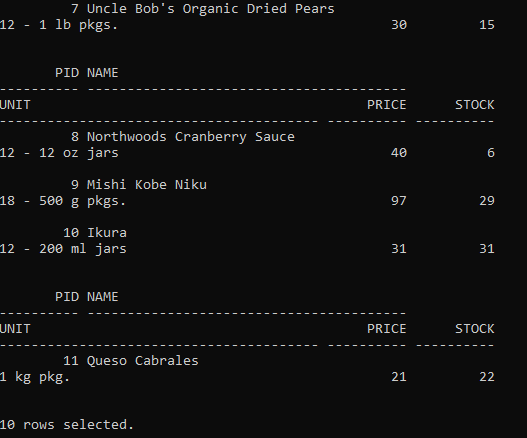 7 Uncle Bob's Organic Dried Pears
12 - 1 lb pkgs. 30 15
PID NAME
---------- ----------------------------------------
UNIT PRICE STOCK
---------------------------------------- ---------- ----------
8 Northwoods Cranberry Sauce
12 - 12 oz jars 40 6
9 Mishi Kobe Niku
18 - 500 g pkgs. 97 29
10 Ikura
12 - 200 ml jars 31 31
PID NAME
---------- ----------------------------------------
UNIT PRICE STOCK
---------------------------------------- ---------- ----------
11 Queso Cabrales
1 kg pkg. 21 22
10 rows selected.